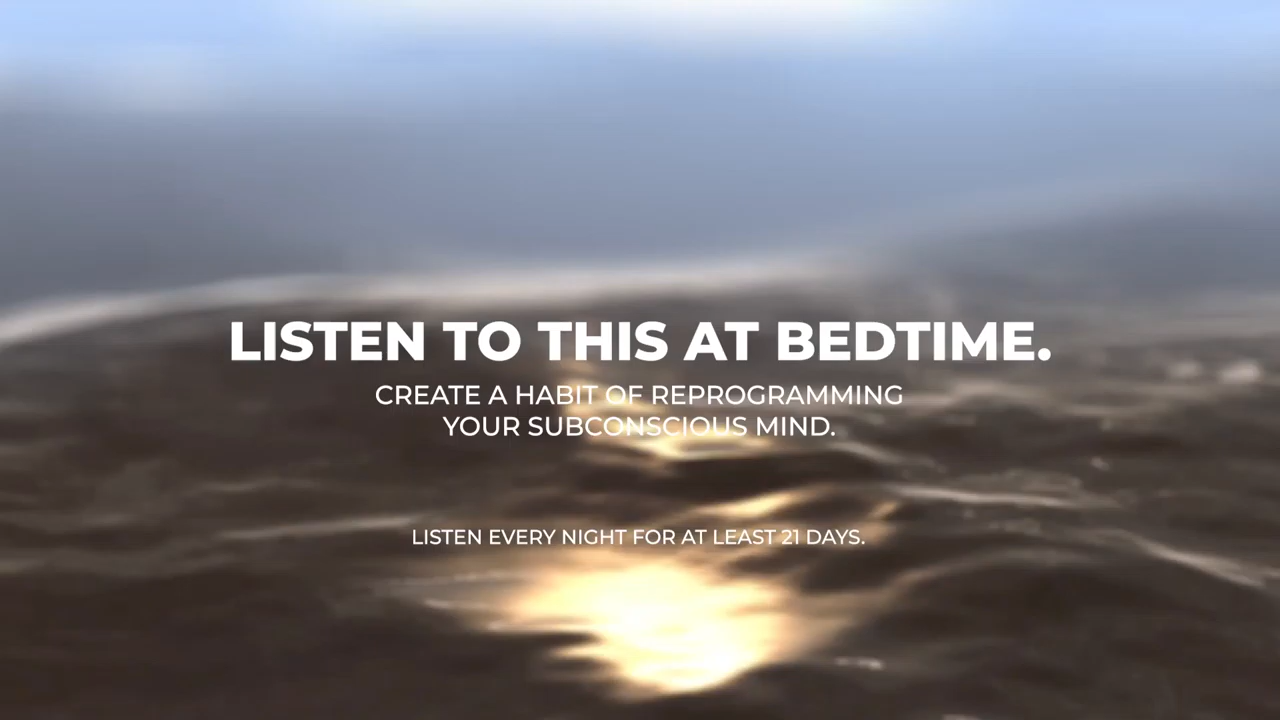 LISTEN TO THIS AT BEDTIME.
CREATE A HABIT OF REPROGRAMMING
YOUR SUBCONSCIOUS MIND.
LISTEN EVERY NIGHT FOR AT LEAST 21 DAYS.